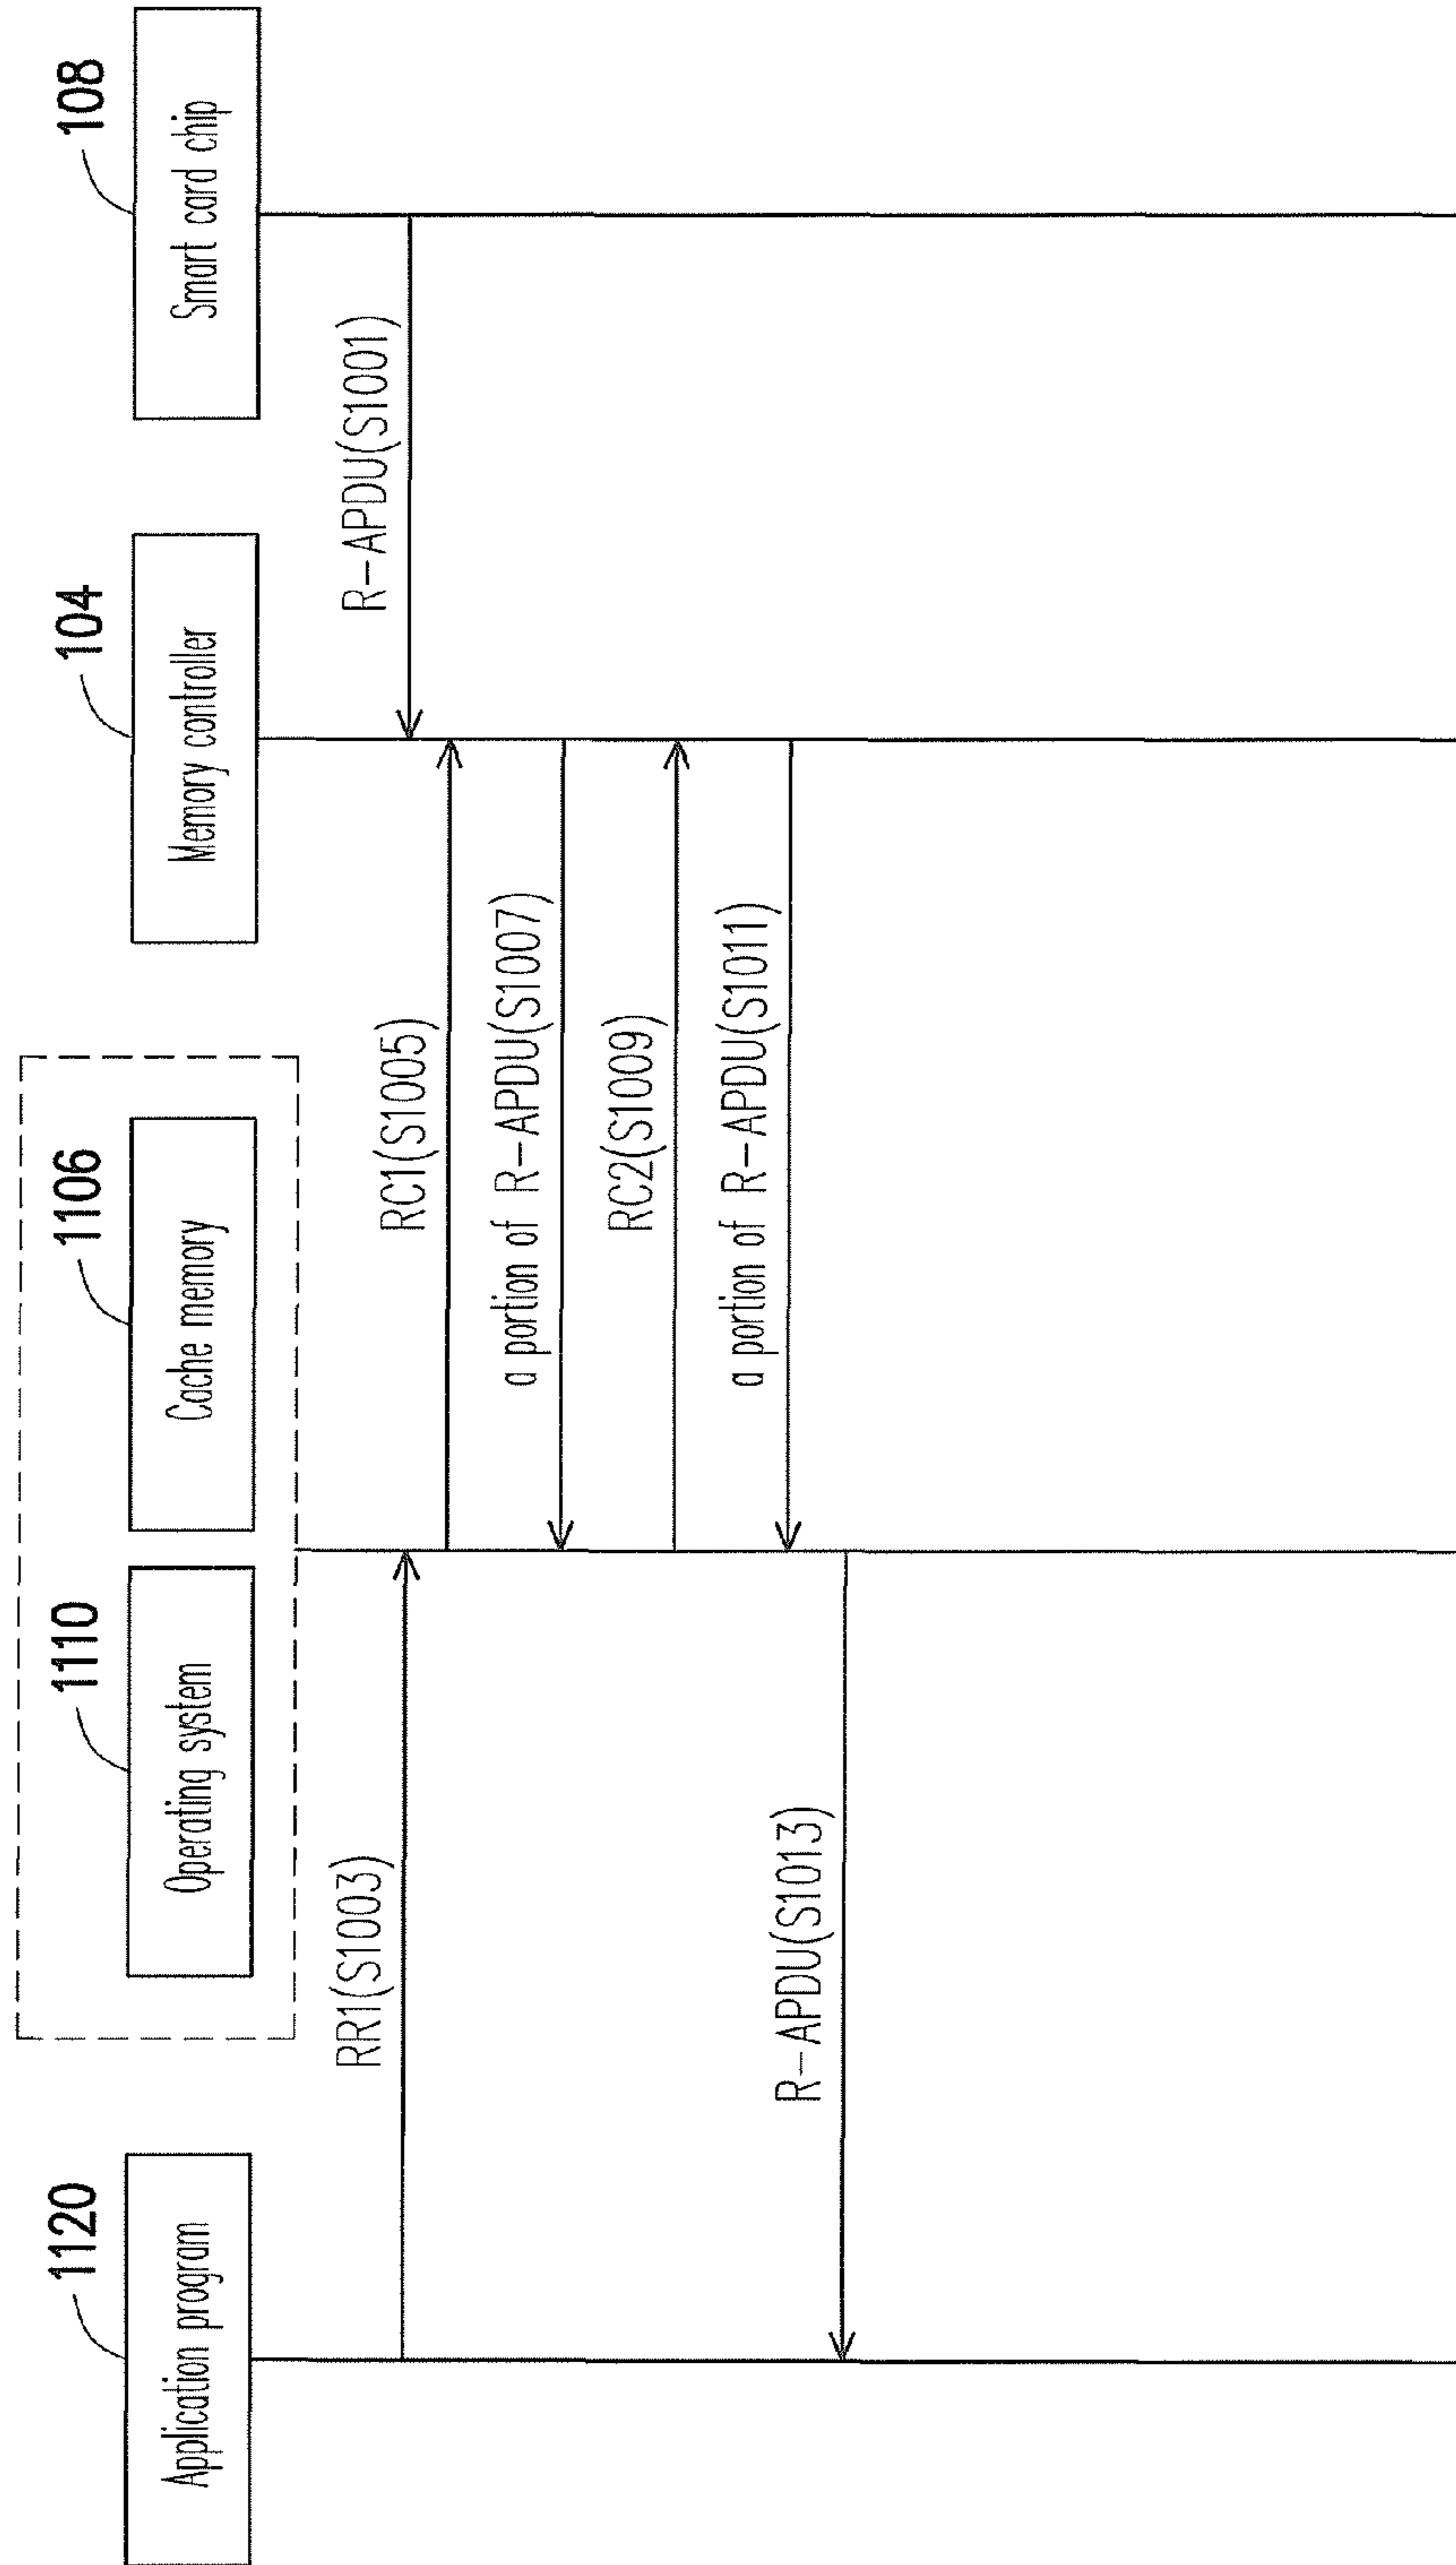 1120
Application program
1110
Operating system
1106
Cache memory
104
Memory controller
108
Smart card chip
R-APDU(S1001)
RR1(S1003)
RC1(S1005)
a portion of R-APDU(S1007)
RC2(S1009)
a portion of R-APDU(S1011)
R-APDU(S1013)